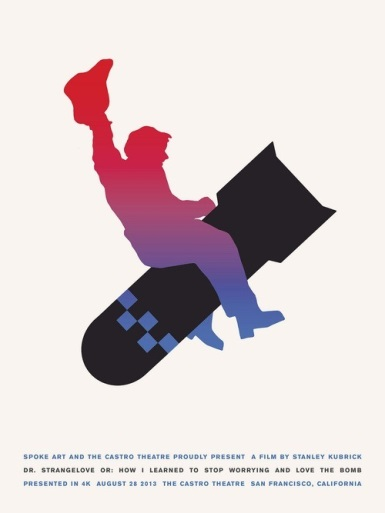 SPOKE ART AND THE CASTRO THEATRE PROUDLY PRESENT A FILM BY STANLEY KUBRICK
DR. STRANGELOVE OR: HOW I LEARNED TO STOP WORRYING AND LOVE THE BOMB
PRESENTED IN 4K AUGUST 28 2013 THE CASTRO THEATRE SAN FRANCISCO, CALIFORNIA